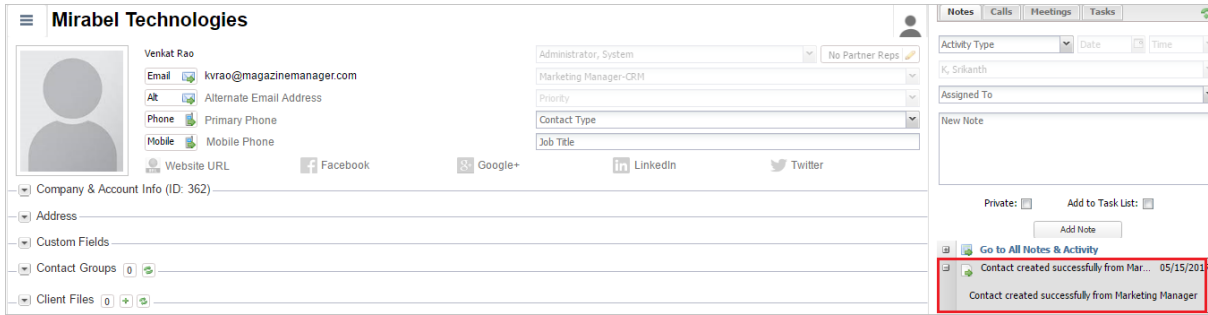 Mirabel Technologies
Venkat Rao
Email kvrao@magazinemanager.com
Alt Alternate Email Address
Phone Primary Phone
Mobile Mobile Phone
Administrator, System No Partner Reps
Marketing Manager-CRM
Priority
Contact Type
Job Title
Website URL Facebook Google+ LinkedIn Twitter
Company & Account Info (ID: 362)
Address
Custom Fields
Contact Groups 0
Client Files 0
Notes Calls Meetings Tasks
Activity Type Date Time
K, Srikanth
Assigned To
New Note
Private: Add to Task List:
Add Note
Go to All Notes & Activity
Contact created successfully from Mar... 05/15/201
Contact created successfully from Marketing Manager